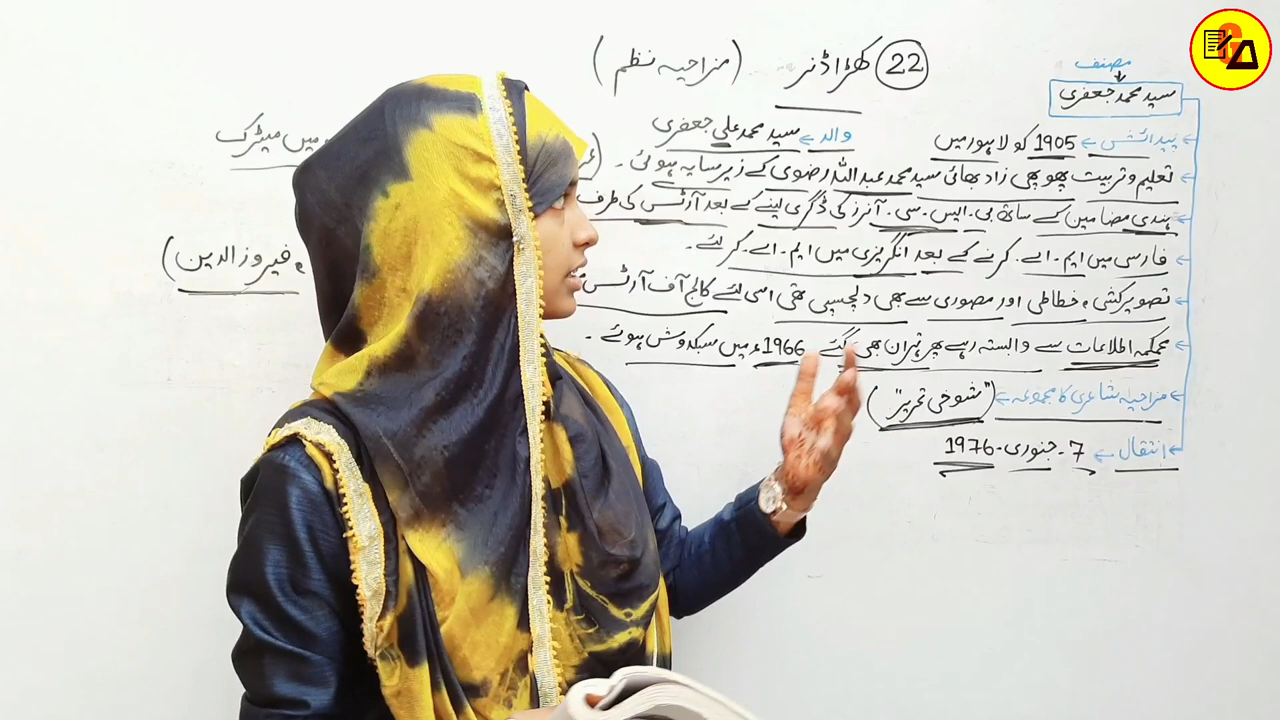 22 کھڑا ڈنر (مزاحیہ نظم)
مصنف
سید محمد جعفری
پیدائش 1905 کو لاہور میں والد سید محمد علی جعفری میں میٹرک
تعلیم و تربیت پھوپھی زاد بھائی سید محمد عبداللہ رضوی کے زیر سایہ ہوئی ۔
ہندی مضامین کے ساتھ بی۔ایس۔سی۔آنرز کی ڈگری لینے کے بعد آرٹس کی طرف
فارسی میں ایم۔اے۔ کرنے کے بعد انگریزی میں ایم۔اے۔ کر لئے۔ ، فیروز الدین)
تصویر کشی ، خطاطی اور مصوری سے بھی دلچسپی تھی اسی لئے کالج آف آرٹس
محکمہ اطلاعات سے وابستہ رہے پھر تہران بھی گئے ۔ 1966ء میں سبکدوش ہوئے ۔
مزاحیہ شاعری کا مجموعہ ("شوخی تحریر")
انتقال 7۔ جنوری۔ 1976